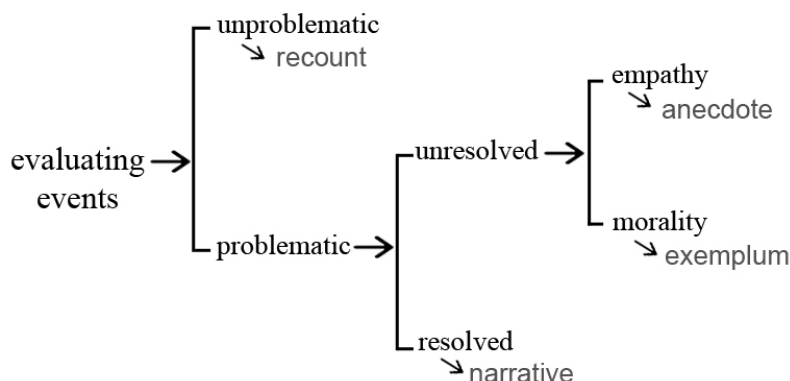 unproblematic
recount
empathy
anecdote
evaluating
events
unresolved
morality
exemplum
problematic
resolved
narrative